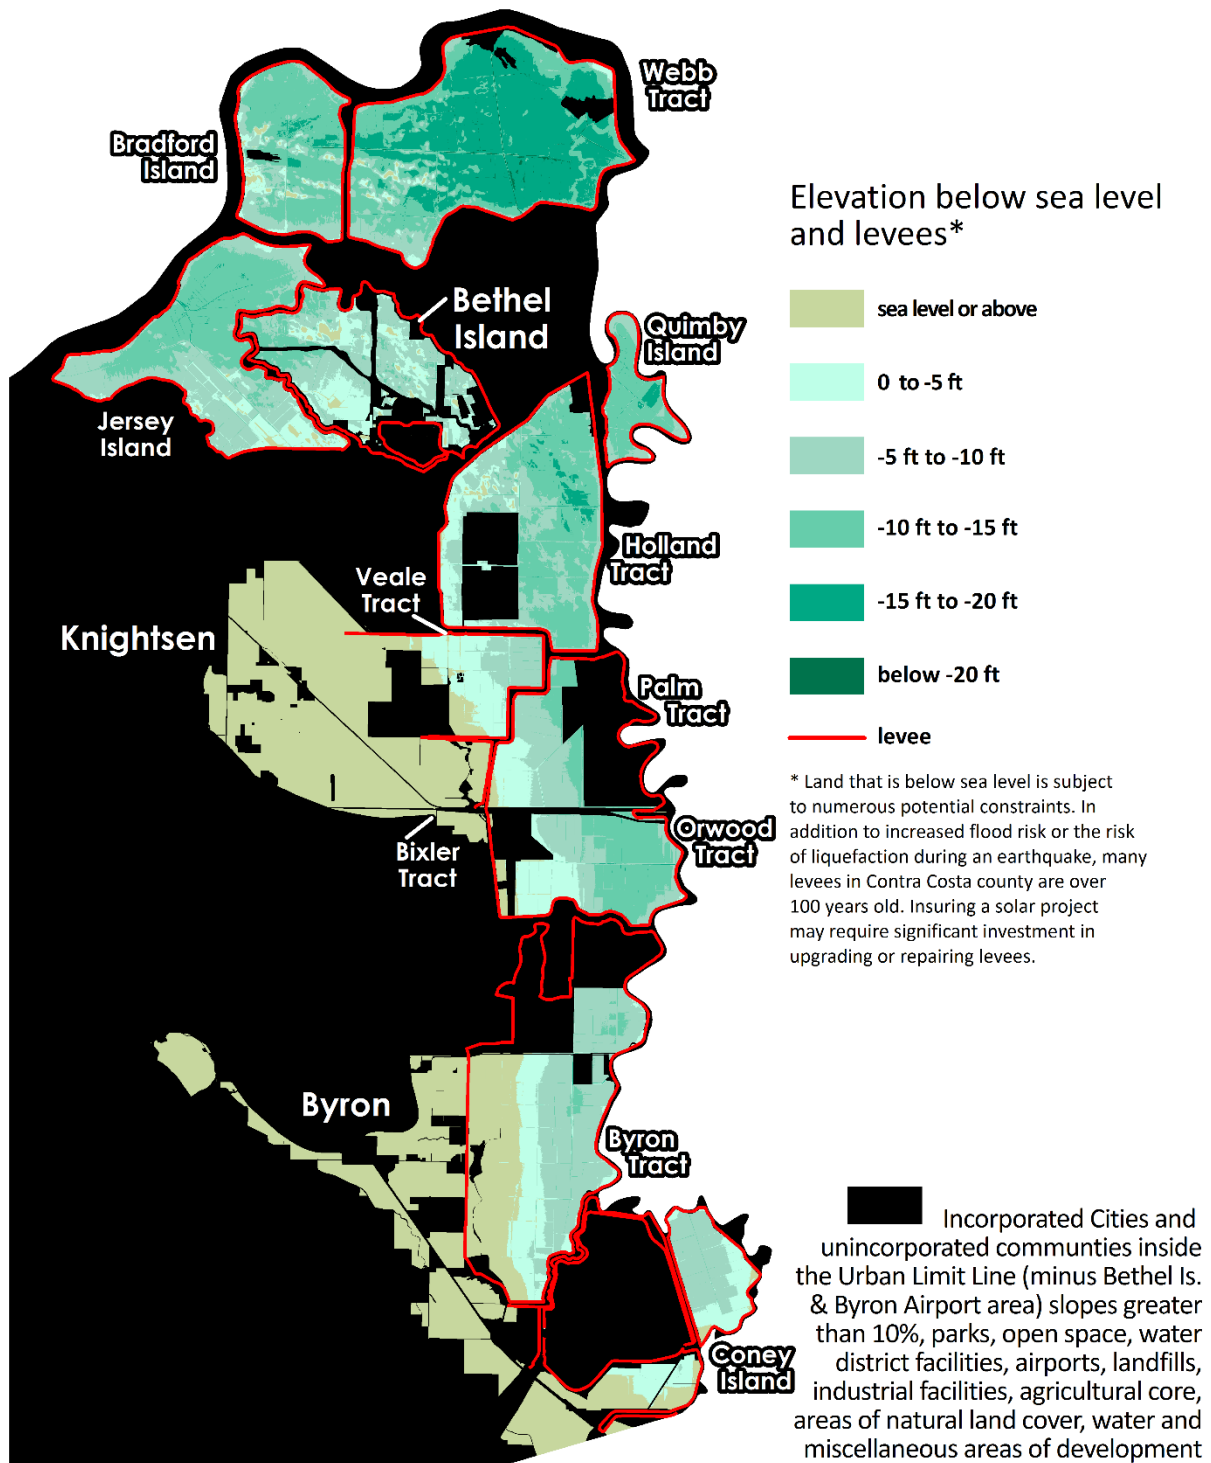 Webb
Tract
Bradford
Island
Elevation below sea level
and levees*
sea level or above
0 to -5 ft
-5 ft to -10 ft
-10 ft to -15 ft
-15 ft to -20 ft
below -20 ft
levee
* Land that is below sea level is subject
to numerous potential constraints. In
addition to increased flood risk or the risk
of liquefaction during an earthquake, many
levees in Contra Costa county are over
100 years old. Insuring a solar project
may require significant investment in
upgrading or repairing levees.
Bethel
Island
Quimby
Island
Jersey
Island
Holland
Tract
Veale
Tract
Knightsen
Palm
Tract
Orwood
Tract
Bixler
Tract
Byron
Byron
Tract
Coney
Island
Incorporated Cities and
unincorporated communties inside
the Urban Limit Line (minus Bethel Is.
& Byron Airport area) slopes greater
than 10%, parks, open space, water
district facilities, airports, landfills,
industrial facilities, agricultural core,
areas of natural land cover, water and
miscellaneous areas of development